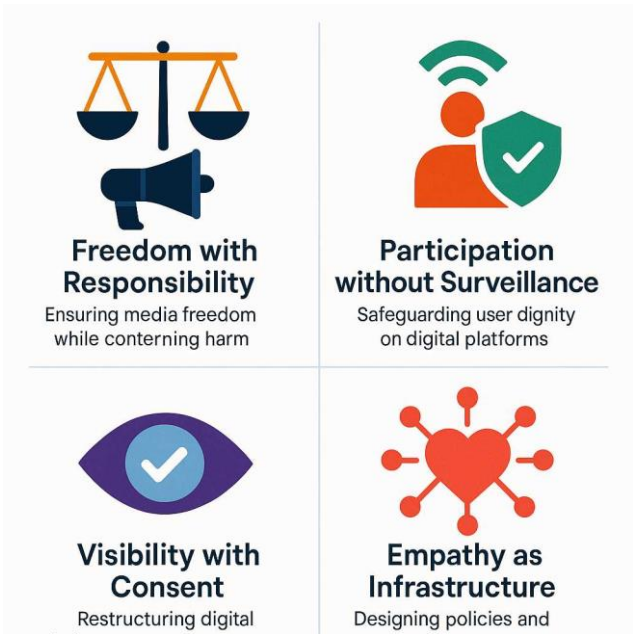 Freedom with
Responsibility
Ensuring media freedom
while conterning harm
Participation
without Surveillance
Safeguarding user dignity
on digital platforms
Visibility with
Consent
Restructuring digital
Empathy as
Infrastructure
Designing policies and